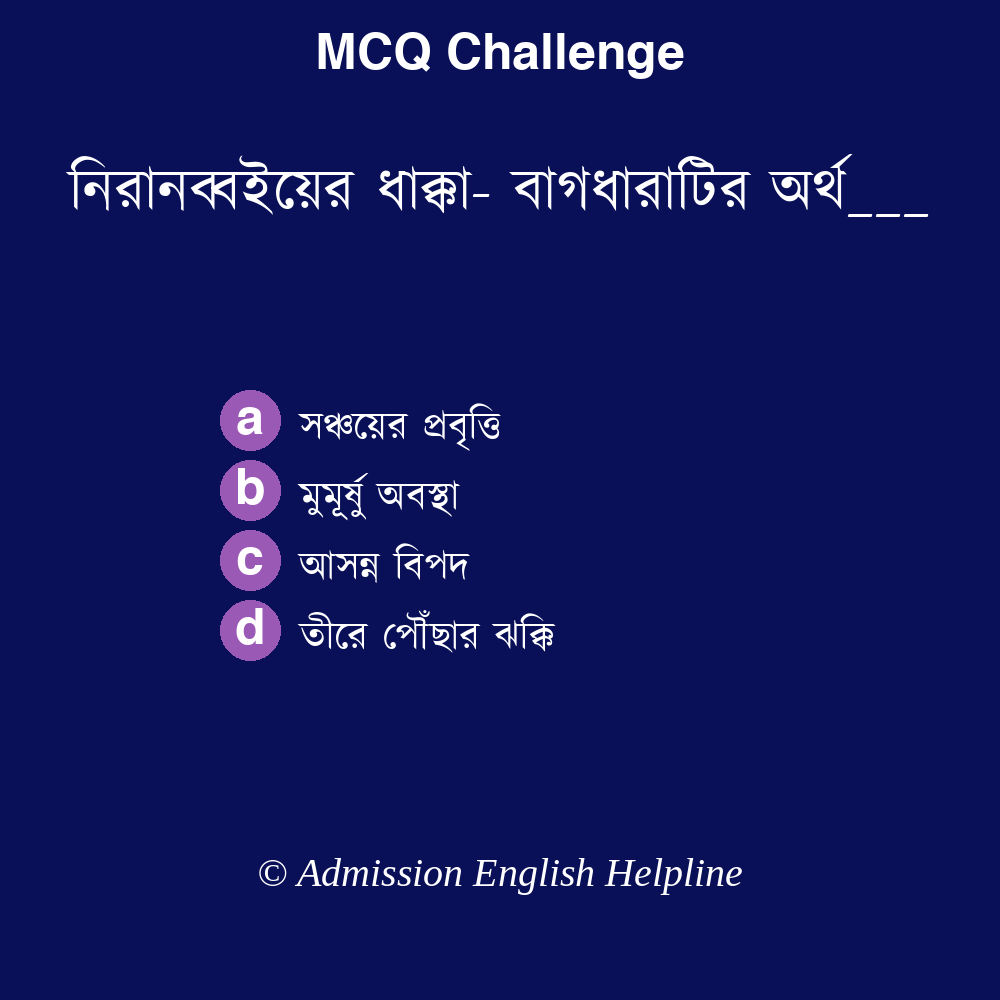 MCQ Challenge
নিরানব্বইয়ের ধাক্কা- বাগধারাটির অর্থ___
a সঞ্চয়ের প্রবৃত্তি
b মুমূর্ষু অবস্থা
c আসন্ন বিপদ
d তীরে পৌঁছার ঝক্কি
© Admission English Helpline